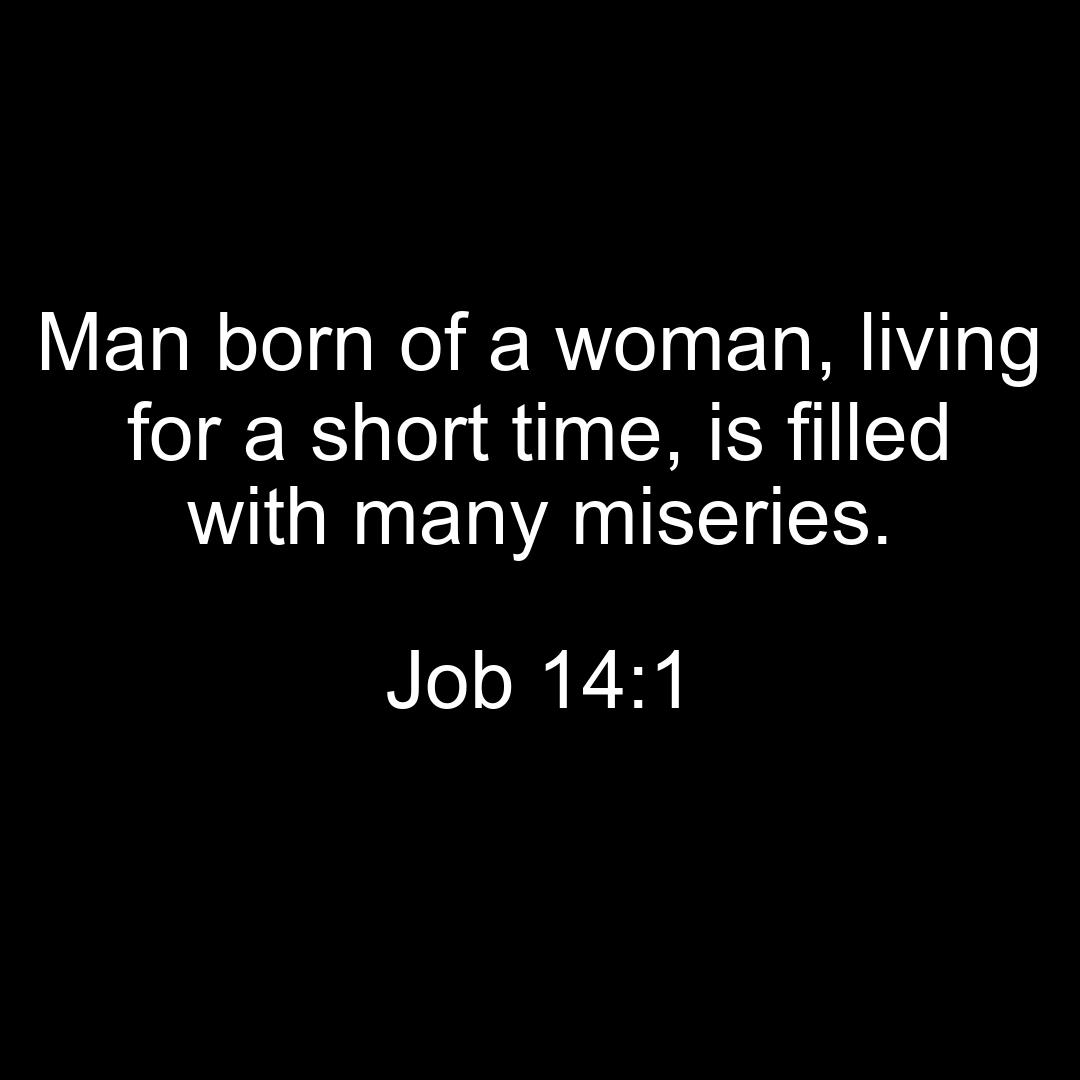 Man born of a woman, living
for a short time, is filled
with many miseries.
Job 14:1